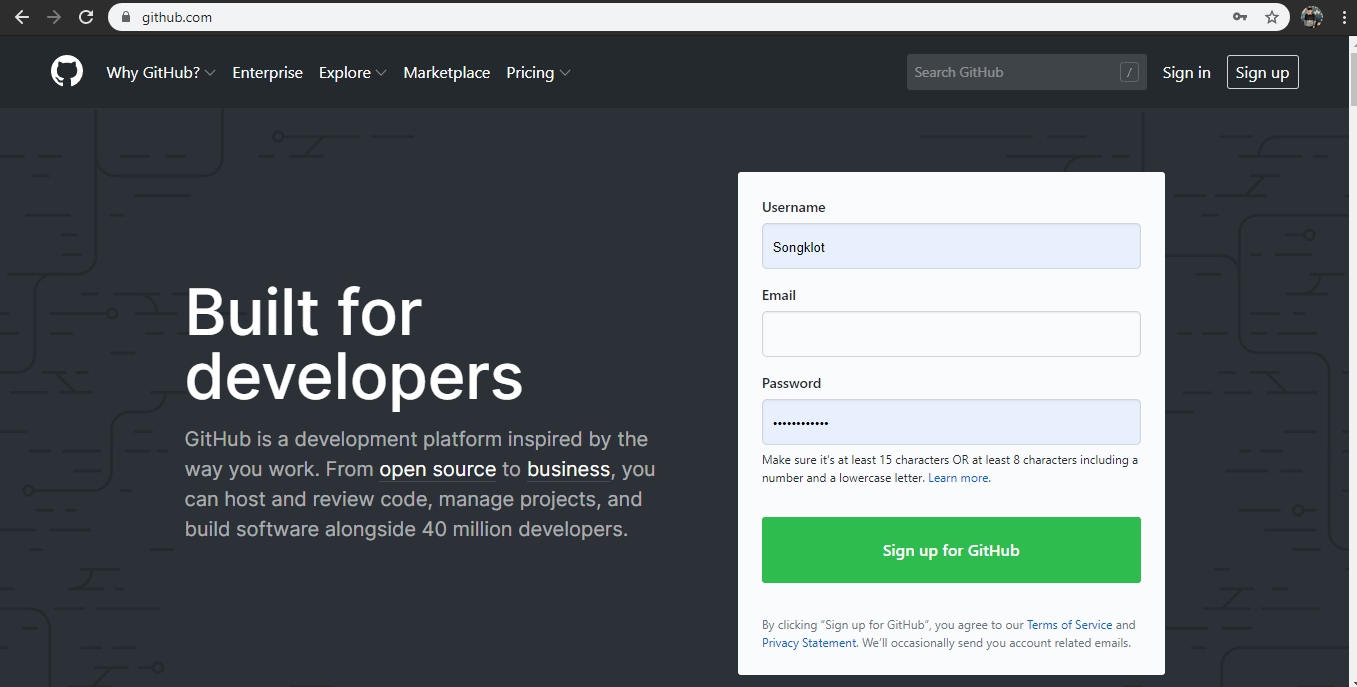 github.com
Why GitHub? Enterprise Explore Marketplace Pricing Search GitHub / Sign in Sign up
Built for
developers
GitHub is a development platform inspired by the
way you work. From open source to business, you
can host and review code, manage projects, and
build software alongside 40 million developers.
Username
Songklot
Email
Password
••••••••••••
Make sure it's at least 15 characters OR at least 8 characters including a
number and a lowercase letter. Learn more.
Sign up for GitHub
By clicking “Sign up for GitHub”, you agree to our Terms of Service and
Privacy Statement. We’ll occasionally send you account related emails.